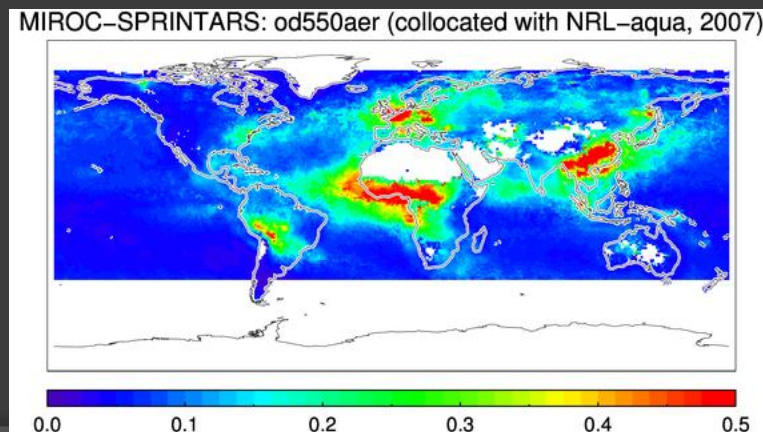 MIROC−SPRINTARS: od550aer (collocated with NRL−aqua, 2007)
0.0 0.1 0.2 0.3 0.4 0.5